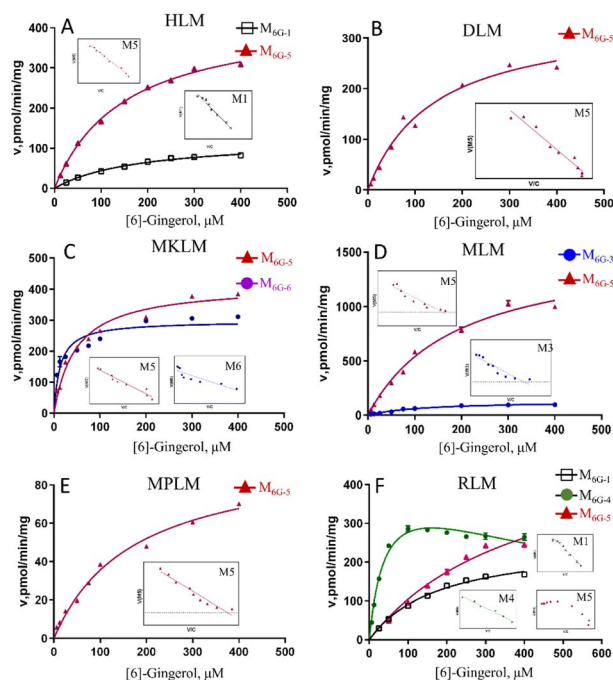 A
HLM
M6G-1
M6G-5
v,pmol/min/mg
400
300
200
100
0
0 100 200 300 400 500
[6]-Gingerol, μM
M5
V/C
M1
V/C
B
DLM
M6G-5
v,pmol/min/mg
300
200
100
0
0 100 200 300 400 500
[6]-Gingerol, μM
M5
V(M5)
V/C
C
MKLM
M6G-5
M6G-6
v,pmol/min/mg
500
400
300
200
100
0
0 100 200 300 400 500
[6]-Gingerol, μM
M5
V/C
M6
V/C
D
MLM
M6G-3
M6G-5
v,pmol/min/mg
1500
1000
500
0
0 100 200 300 400 500
[6]-Gingerol, μM
M5
V/C
M3
V/C
E
MPLM
M6G-5
v,pmol/min/mg
80
60
40
20
0
0 100 200 300 400 500
[6]-Gingerol, μM
M5
V(M5)
V/C
F
RLM
M6G-1
M6G-4
M6G-5
v,pmol/min/mg
400
300
200
100
0
0 100 200 300 400 500 600
[6]-Gingerol, μM
M1
M4
M5